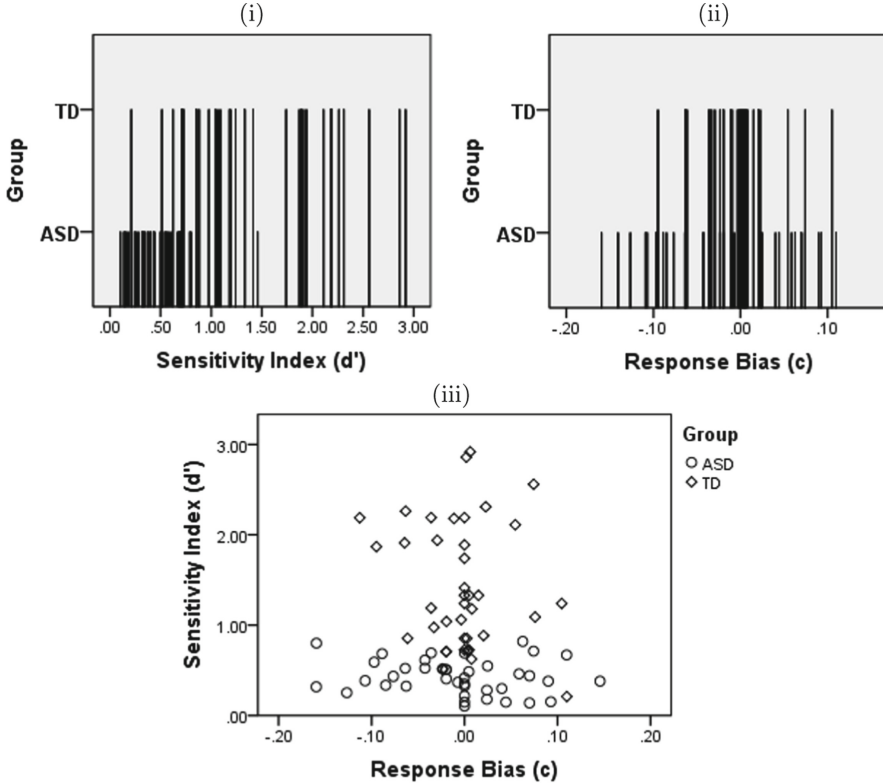 (i)
(ii)
TD
ASD
Group
.00 .50 1.00 1.50 2.00 2.50 3.00
Sensitivity Index (d')
TD
ASD
Group
-.20 -.10 .00 .10
Response Bias (c)
(iii)
3.00
2.00
1.00
.00
Sensitivity Index (d')
-.20 -.10 .00 .10 .20
Response Bias (c)
Group
ASD
TD